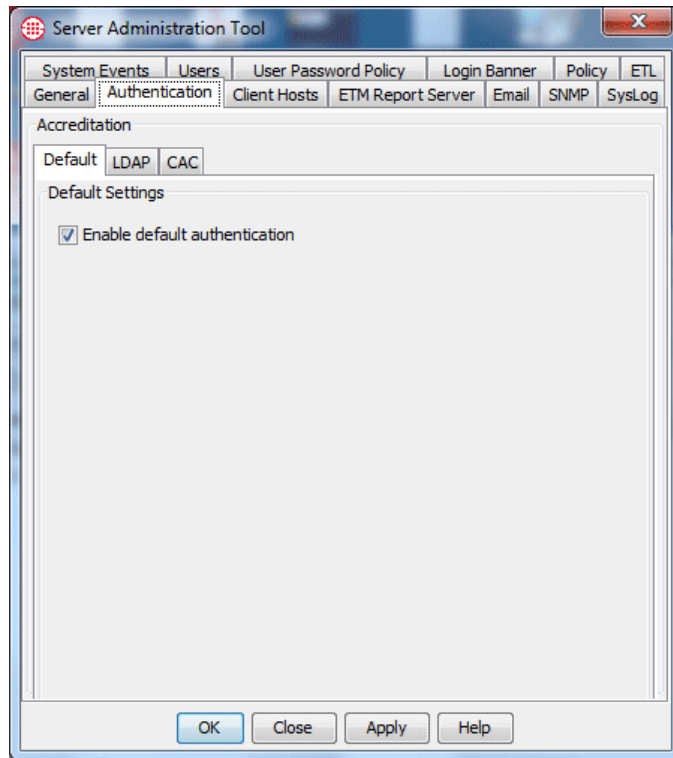 Server Administration Tool
System Events Users User Password Policy Login Banner Policy ETL
General Authentication Client Hosts ETM Report Server Email SNMP SysLog
Accreditation
Default LDAP CAC
Default Settings
Enable default authentication
OK Close Apply Help